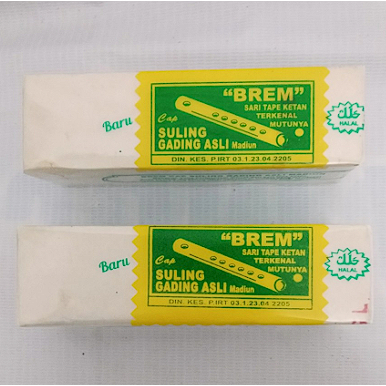 Baru
"BREM"
SARI TAPE KETAN
TERKENAL
MUTUNYA
Cap
SULING
GADING ASLI Madiun
DIN. KES. P.IRT 03.1.23.04.2205
حلال
HALAL
Baru
"BREM"
SARI TAPE KETAN
TERKENAL
MUTUNYA
Cap
SULING
GADING ASLI Madiun
DIN. KES. P.IRT 03.1.23.04.2205
حلال
HALAL